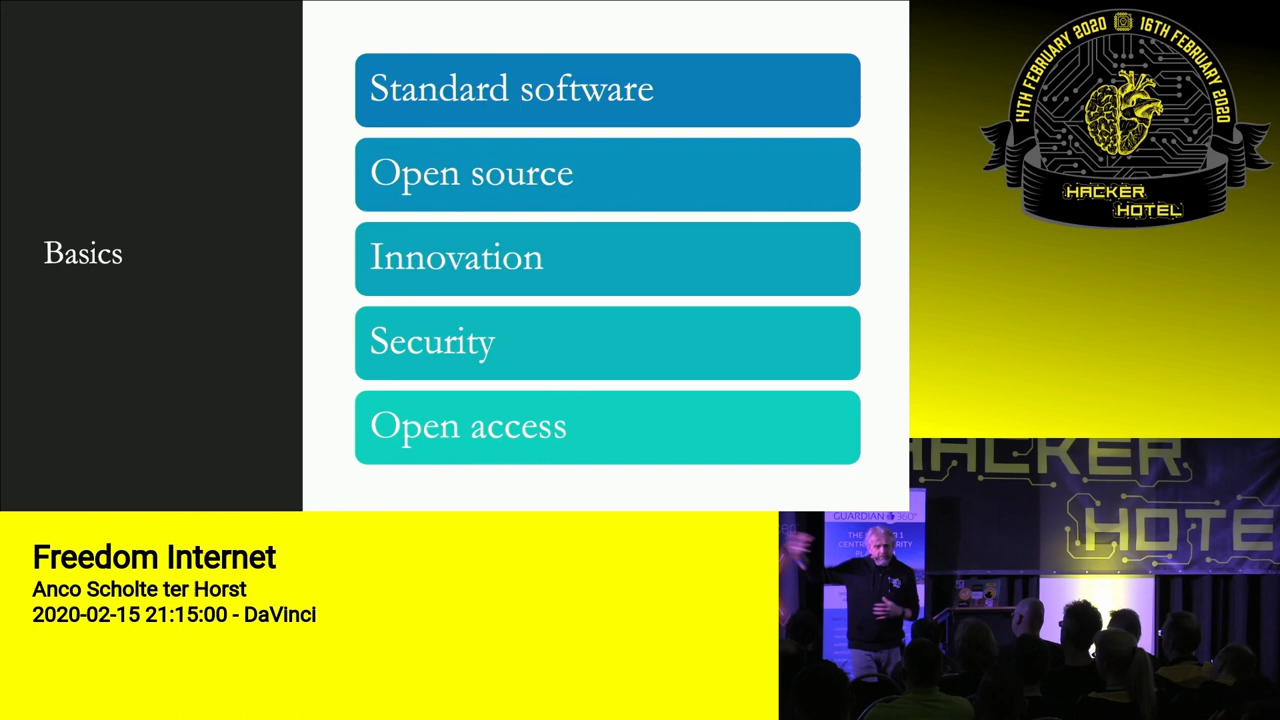 Basics
Standard software
Open source
Innovation
Security
Open access
14TH FEBRUARY 2020 16TH FEBRUARY 2020
HACKER
HOTEL
HACKER
HOTE
GUARDIAN 360°
Freedom Internet
Anco Scholte ter Horst
2020-02-15 21:15:00 - DaVinci